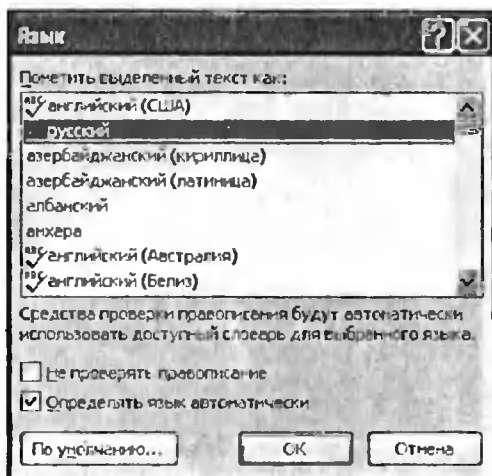 Язык
Пометить выделенный текст как:
английский (США)
русский
азербайджанский (кириллица)
азербайджанский (латиница)
албанский
амхара
английский (Австралия)
английский (Белиз)
Средства проверки правописания будут автоматически
использовать доступный словарь для выбранного языка.
Не проверять правописание
Определять язык автоматически
По умолчанию... ОК Отмена